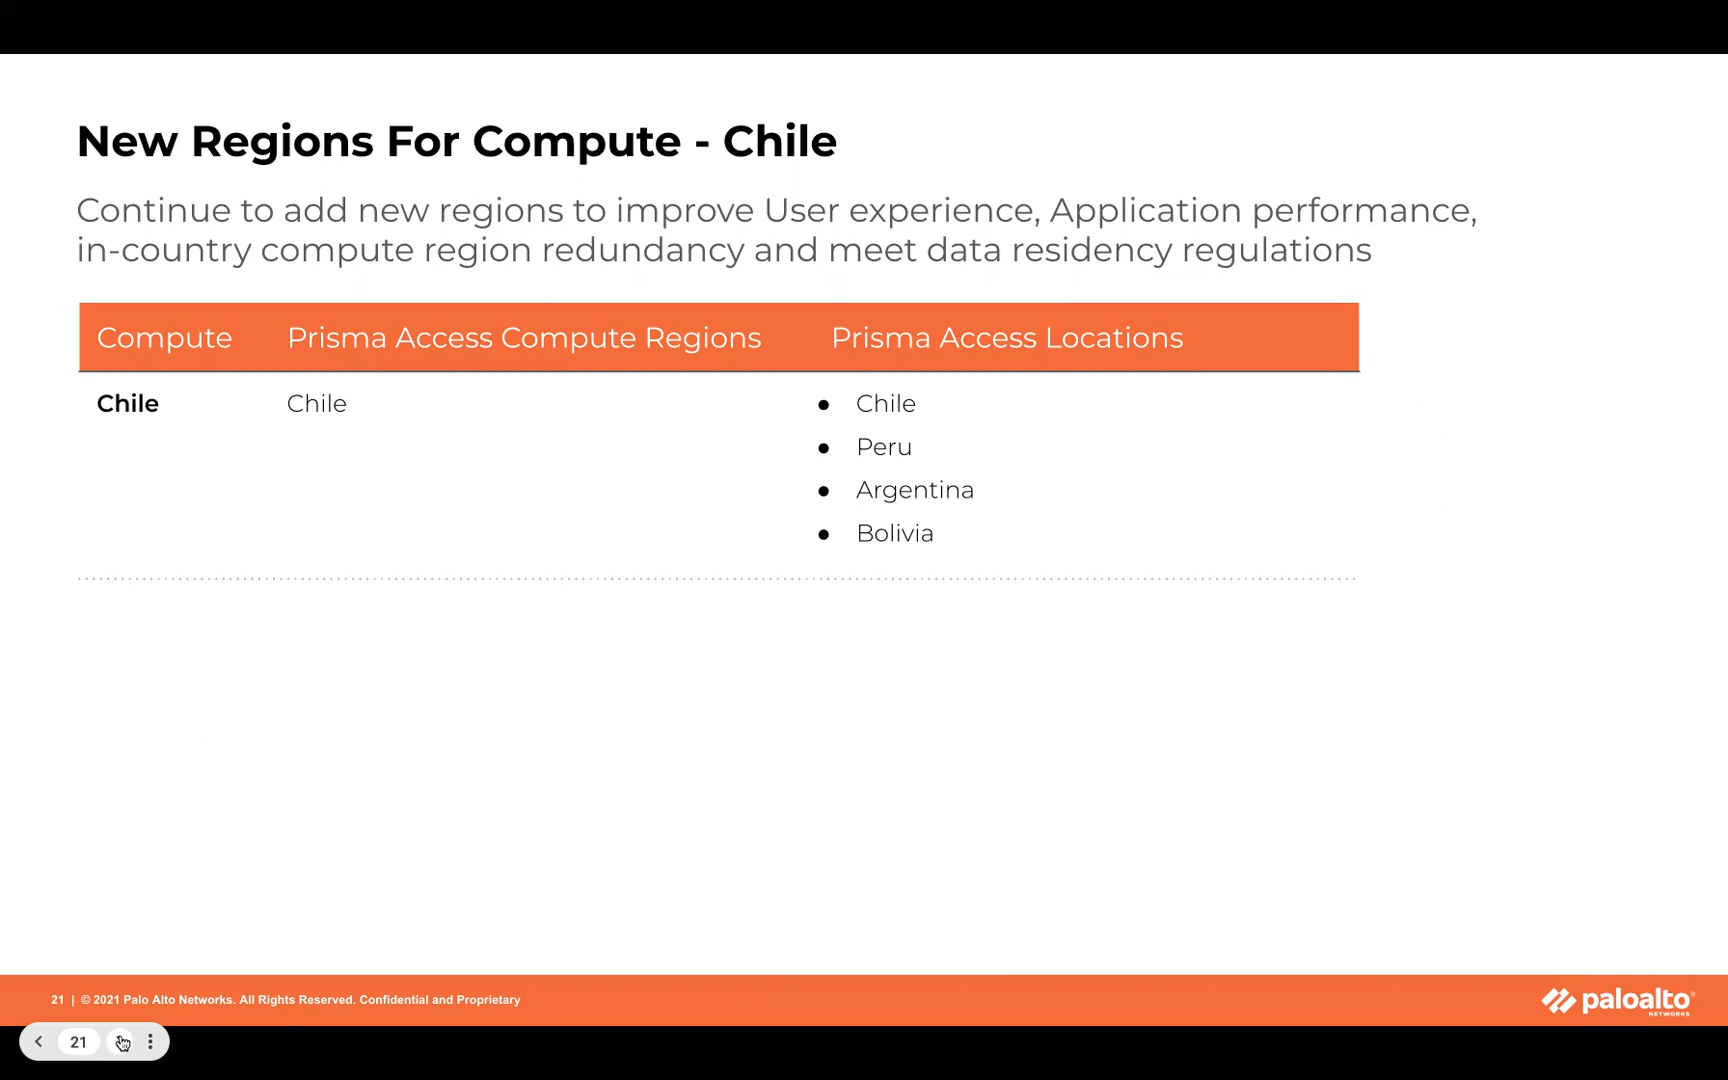 New Regions For Compute - Chile
Continue to add new regions to improve User experience, Application performance,
in-country compute region redundancy and meet data residency regulations
Compute Prisma Access Compute Regions Prisma Access Locations
Chile Chile ● Chile
● Peru
● Argentina
● Bolivia
21 | © 2021 Palo Alto Networks. All Rights Reserved. Confidential and Proprietary
paloalto®
NETWORKS
21